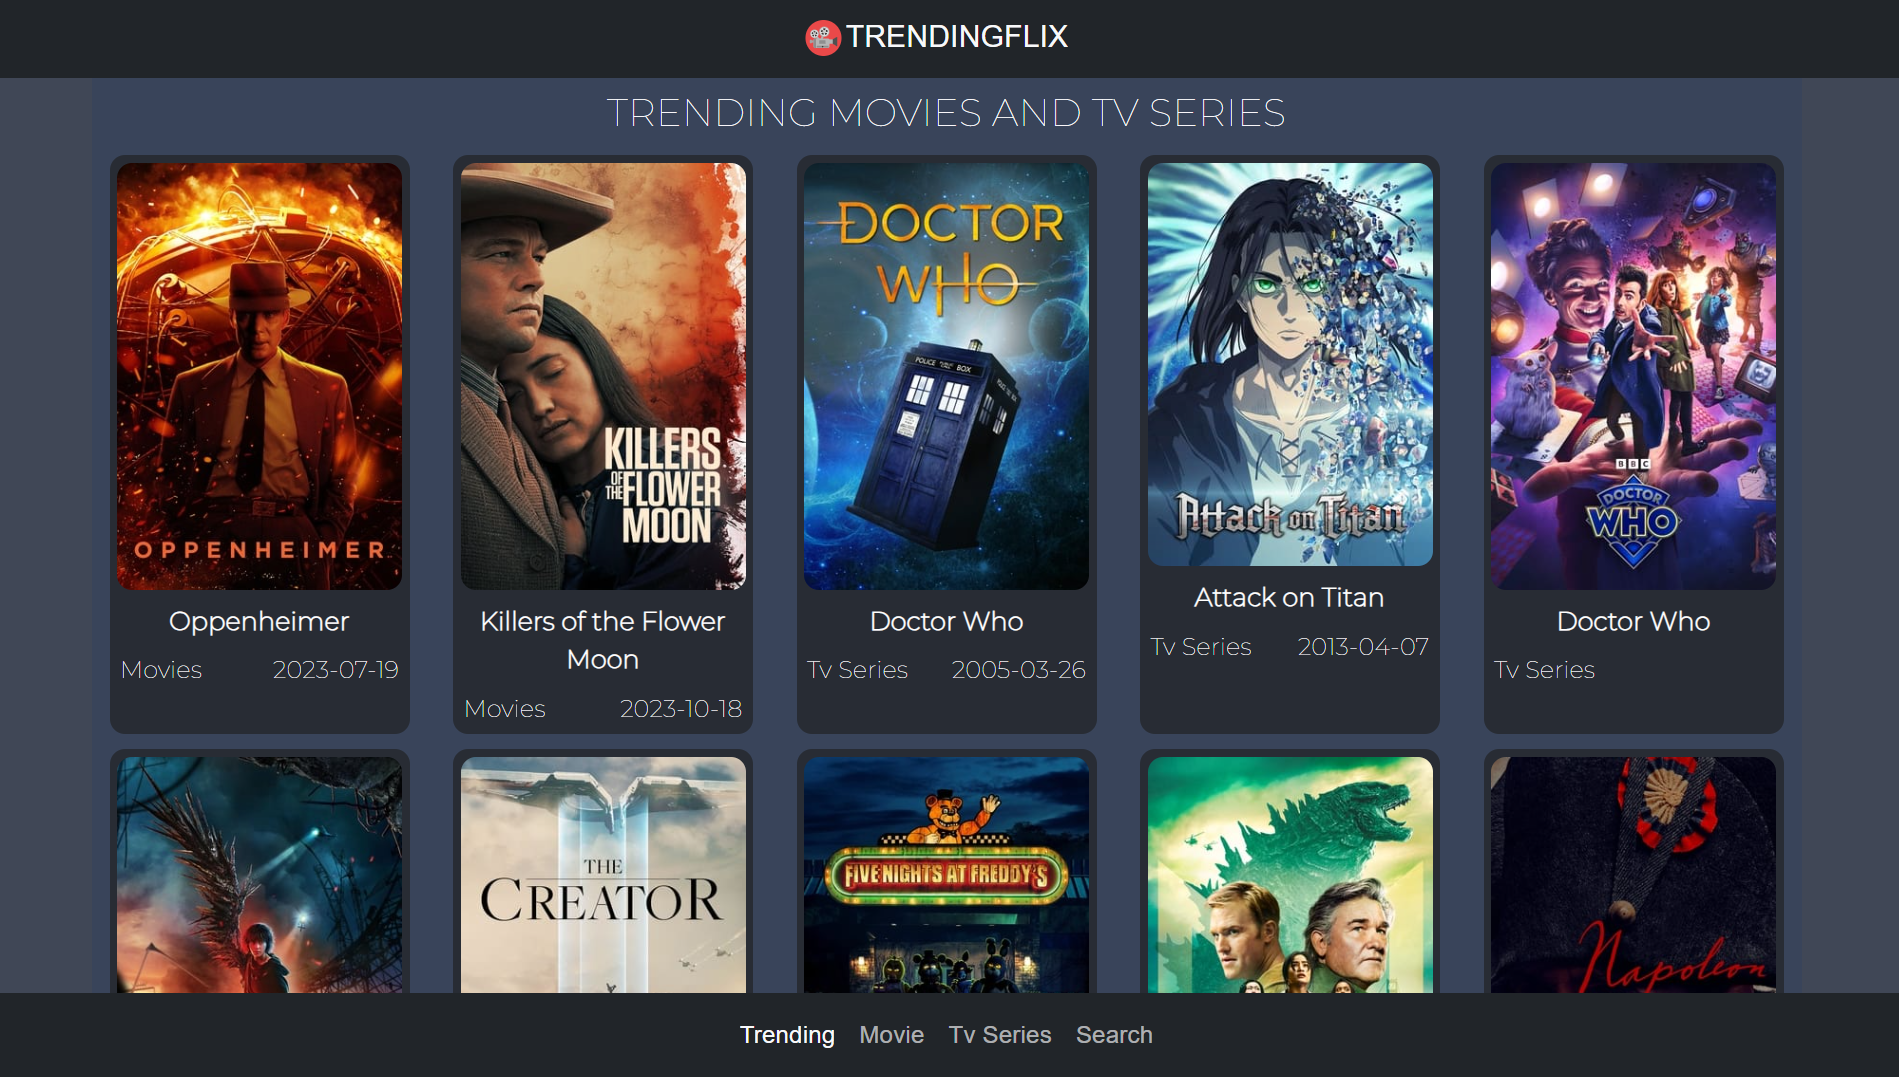 TRENDINGFLIX
TRENDING MOVIES AND TV SERIES
OPPENHEIMER
Oppenheimer
Movies 2023-07-19
KILLERS
OF THE FLOWER
MOON
Killers of the Flower
Moon
Movies 2023-10-18
DOCTOR
WHO
POLICE PUBLIC CALL BOX
Doctor Who
Tv Series 2005-03-26
Attack on Titan
Attack on Titan
Tv Series 2013-04-07
BBC
DOCTOR
WHO
Doctor Who
Tv Series
THE
CREATOR
FIVE NIGHTS AT FREDDY'S
Napoleon
Trending Movie Tv Series Search